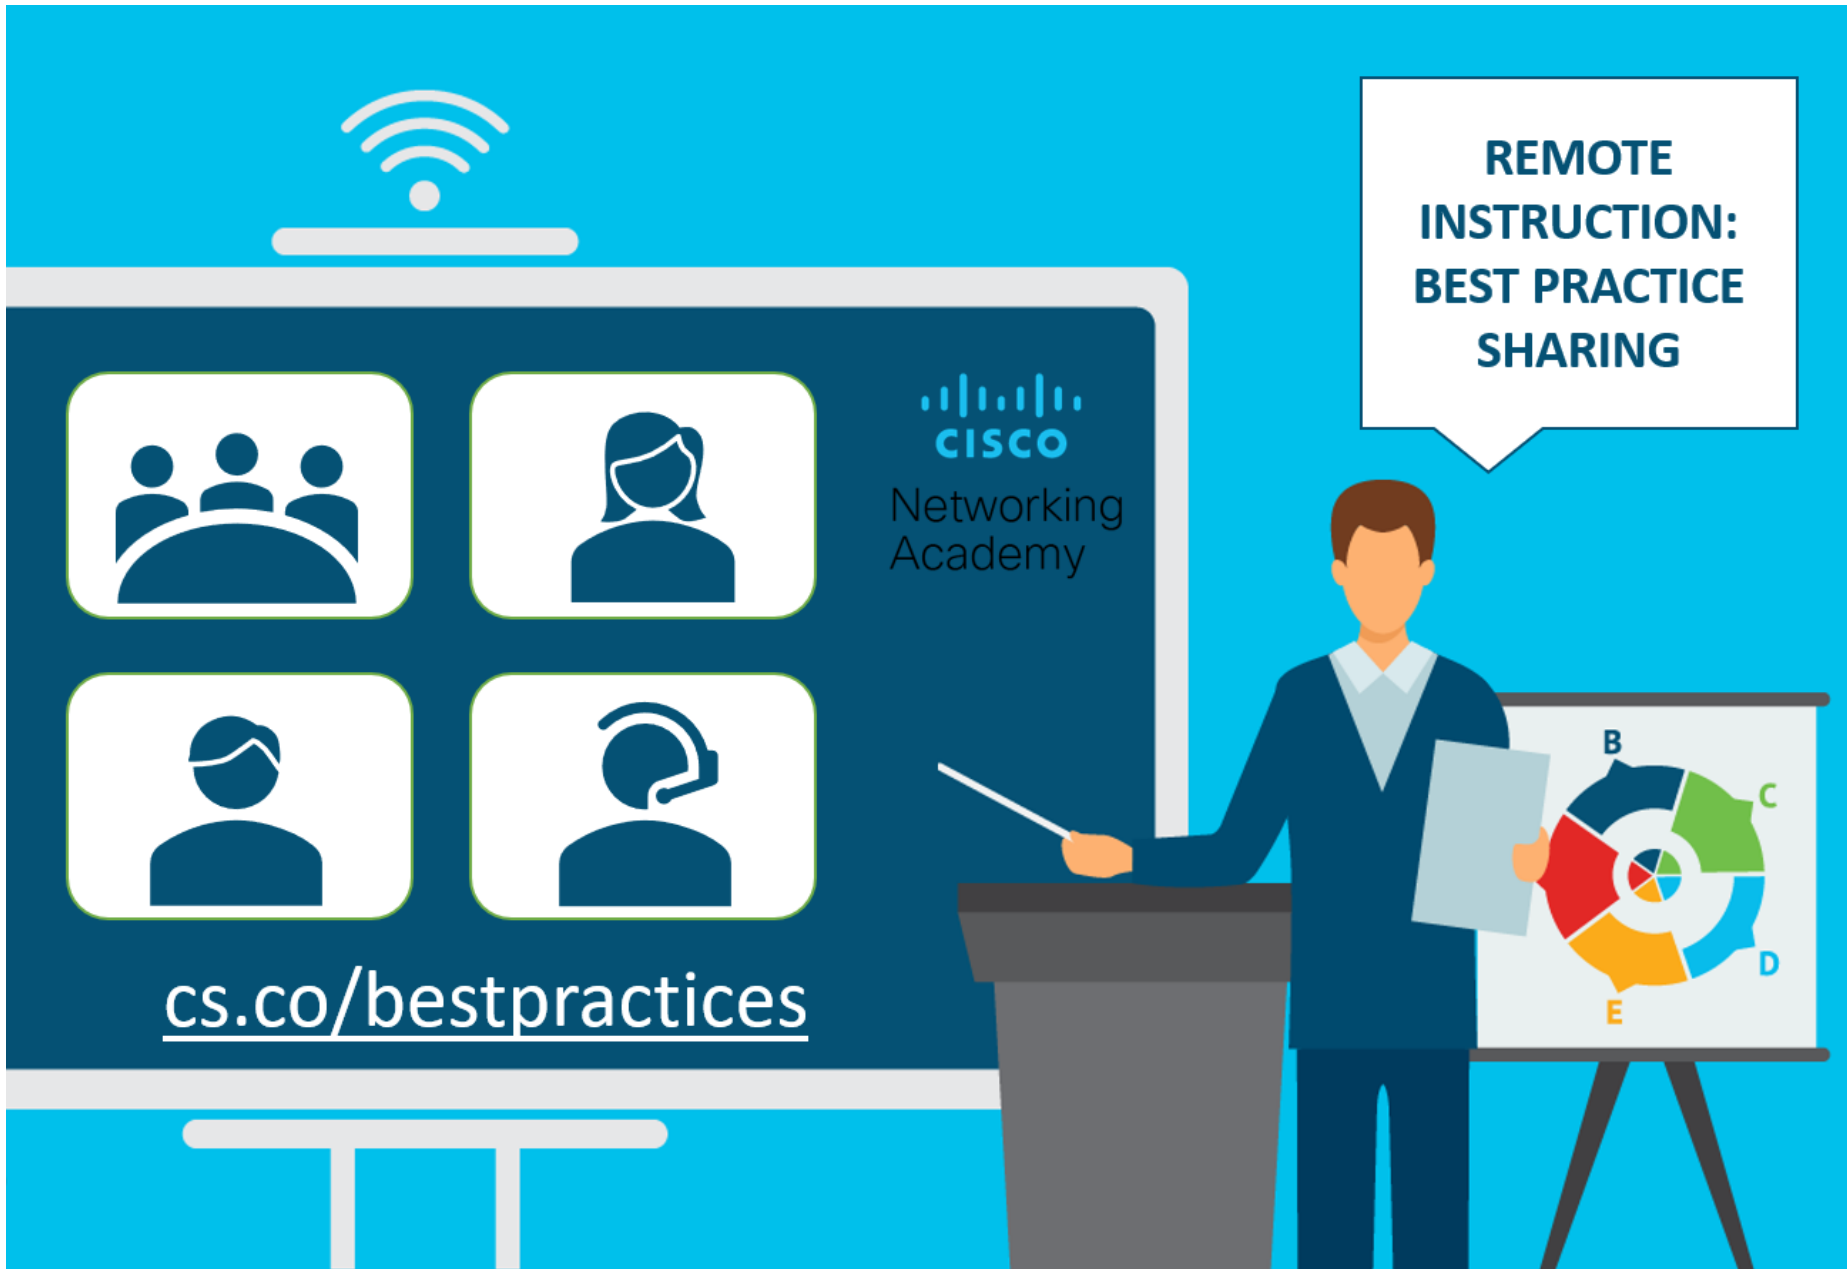 REMOTE
INSTRUCTION:
BEST PRACTICE
SHARING
CISCO
Networking
Academy
cs.co/bestpractices
B
C
D
E